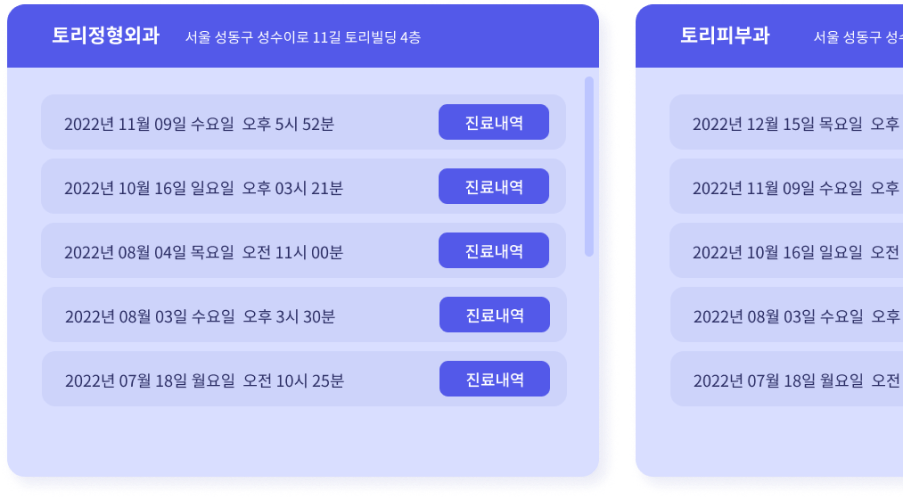 토리정형외과 서울 성동구 성수이로 11길 토리빌딩 4층
2022년 11월 09일 수요일 오후 5시 52분 진료내역
2022년 10월 16일 일요일 오후 03시 21분 진료내역
2022년 08월 04일 목요일 오전 11시 00분 진료내역
2022년 08월 03일 수요일 오후 3시 30분 진료내역
2022년 07월 18일 월요일 오전 10시 25분 진료내역
토리피부과 서울 성동구
2022년 12월 15일 목요일 오후
2022년 11월 09일 수요일 오후
2022년 10월 16일 일요일 오전
2022년 08월 03일 수요일 오후
2022년 07월 18일 월요일 오전